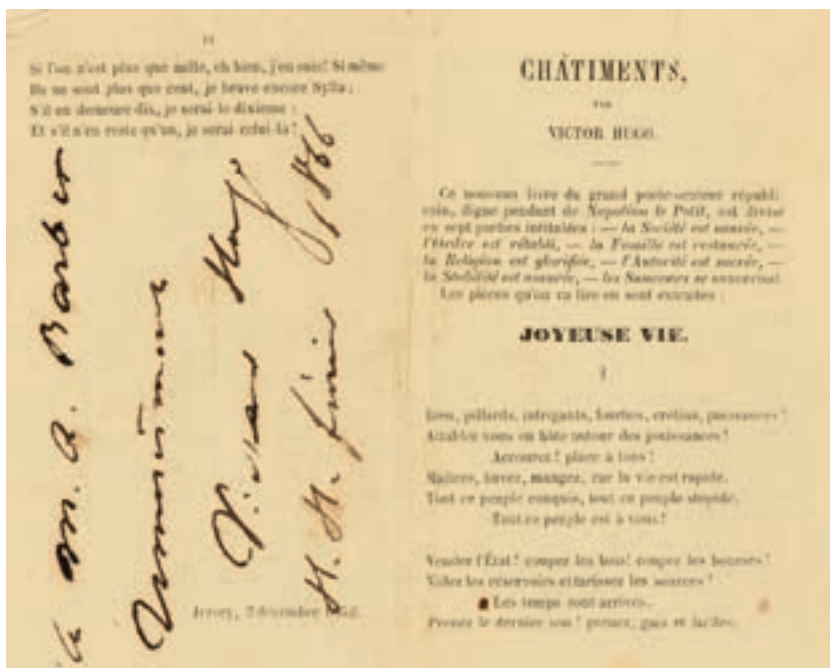 Si l'on n'est plus que mille, eh bien, j'en suis! Si même
Ils ne sont plus que cent, je brave encore Sylla;
S'il en demeure dix, je serai le dixième;
Et s'il n'en reste qu'un, je serai celui-là!
à M. A. Barbier
Victor Hugo
H. H. 1866
Jersey, 2 décembre 1852.
CHÂTIMENTS,
PAR
VICTOR HUGO.
Ce nouveau livre du grand porte-
digne pendant de Napoléon le Petit, est divisé
en sept parties intitulées : — la Société est sauvée, —
l'Ordre est rétabli, — la Famille est restaurée, —
la Religion est glorifiée, — l'Autorité est sacrée, —
la Stabilité est assurée, — les Sauveurs se sauveront.
Les pièces qu'on va lire en sont extraites :
JOYEUSE VIE.
I
Bien, pillards, intrigants, fourbes, crétins, puissances!
Attablez-vous en hâte autour des jouissances!
Accourez! place à tous!
Maîtres, buvez, mangez, car la vie est rapide.
Tout ce peuple conquis, tout ce peuple stupide,
Tout ce peuple est à vous!
Vendez l'État! coupez les bois! coupez les bourses!
Videz les réservoirs et tarissez les sources!
Les temps sont arrivés.
Prenez le dernier sou! prenez, gais et faciles,